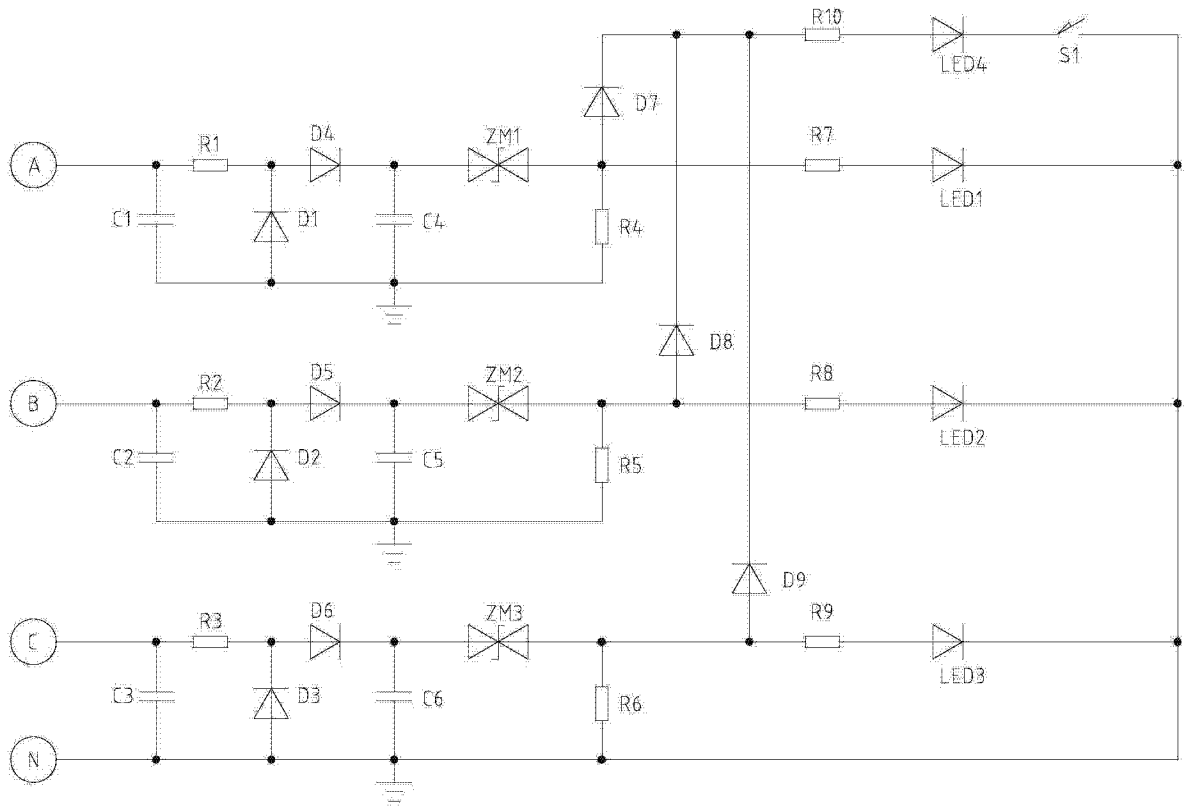 R10
LED4
S1
D7
A
R1
D4
ZM1
R7
LED1
C1
D1
C4
R4
D8
B
R2
D5
ZM2
R8
LED2
C2
D2
C5
R5
D9
C
R3
D6
ZM3
R9
LED3
C3
D3
C6
R6
N